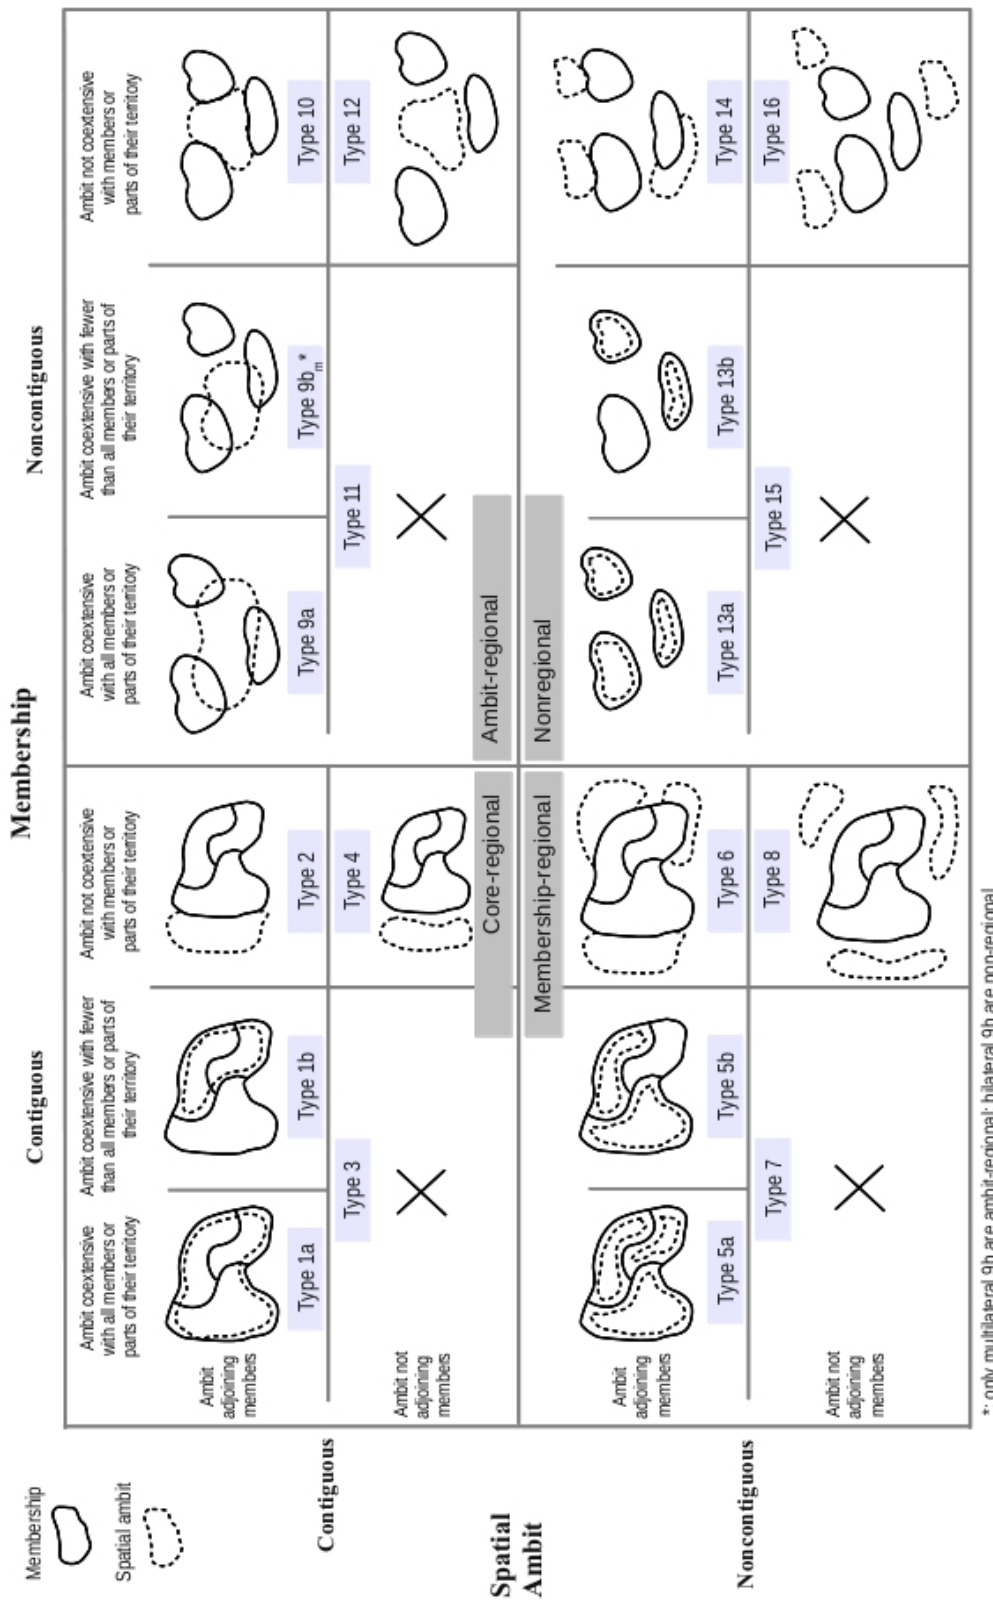 Membership
Spatial ambit
Membership
Contiguous
Noncontiguous
Ambit coextensive
with all members or
parts of their territory
Ambit coextensive with fewer
than all members or parts of
their territory
Ambit not coextensive
with members or
parts of their territory
Ambit coextensive
with all members or
parts of their territory
Ambit coextensive with fewer
than all members or parts of
their territory
Ambit not coextensive
with members or
parts of their territory
Spatial
Ambit
Contiguous
Ambit
adjoining
members
Type 1a
Type 1b
Type 2
Type 9a
Type 9bm*
Type 10
Ambit not
adjoining
members
Type 3
Type 4
Type 11
Type 12
Core-regional
Ambit-regional
Membership-regional
Nonregional
Noncontiguous
Ambit
adjoining
members
Type 5a
Type 5b
Type 6
Type 13a
Type 13b
Type 14
Ambit not
adjoining
members
Type 7
Type 8
Type 15
Type 16
*: only multilateral 9b are ambit-regional; bilateral 9b are non-regional